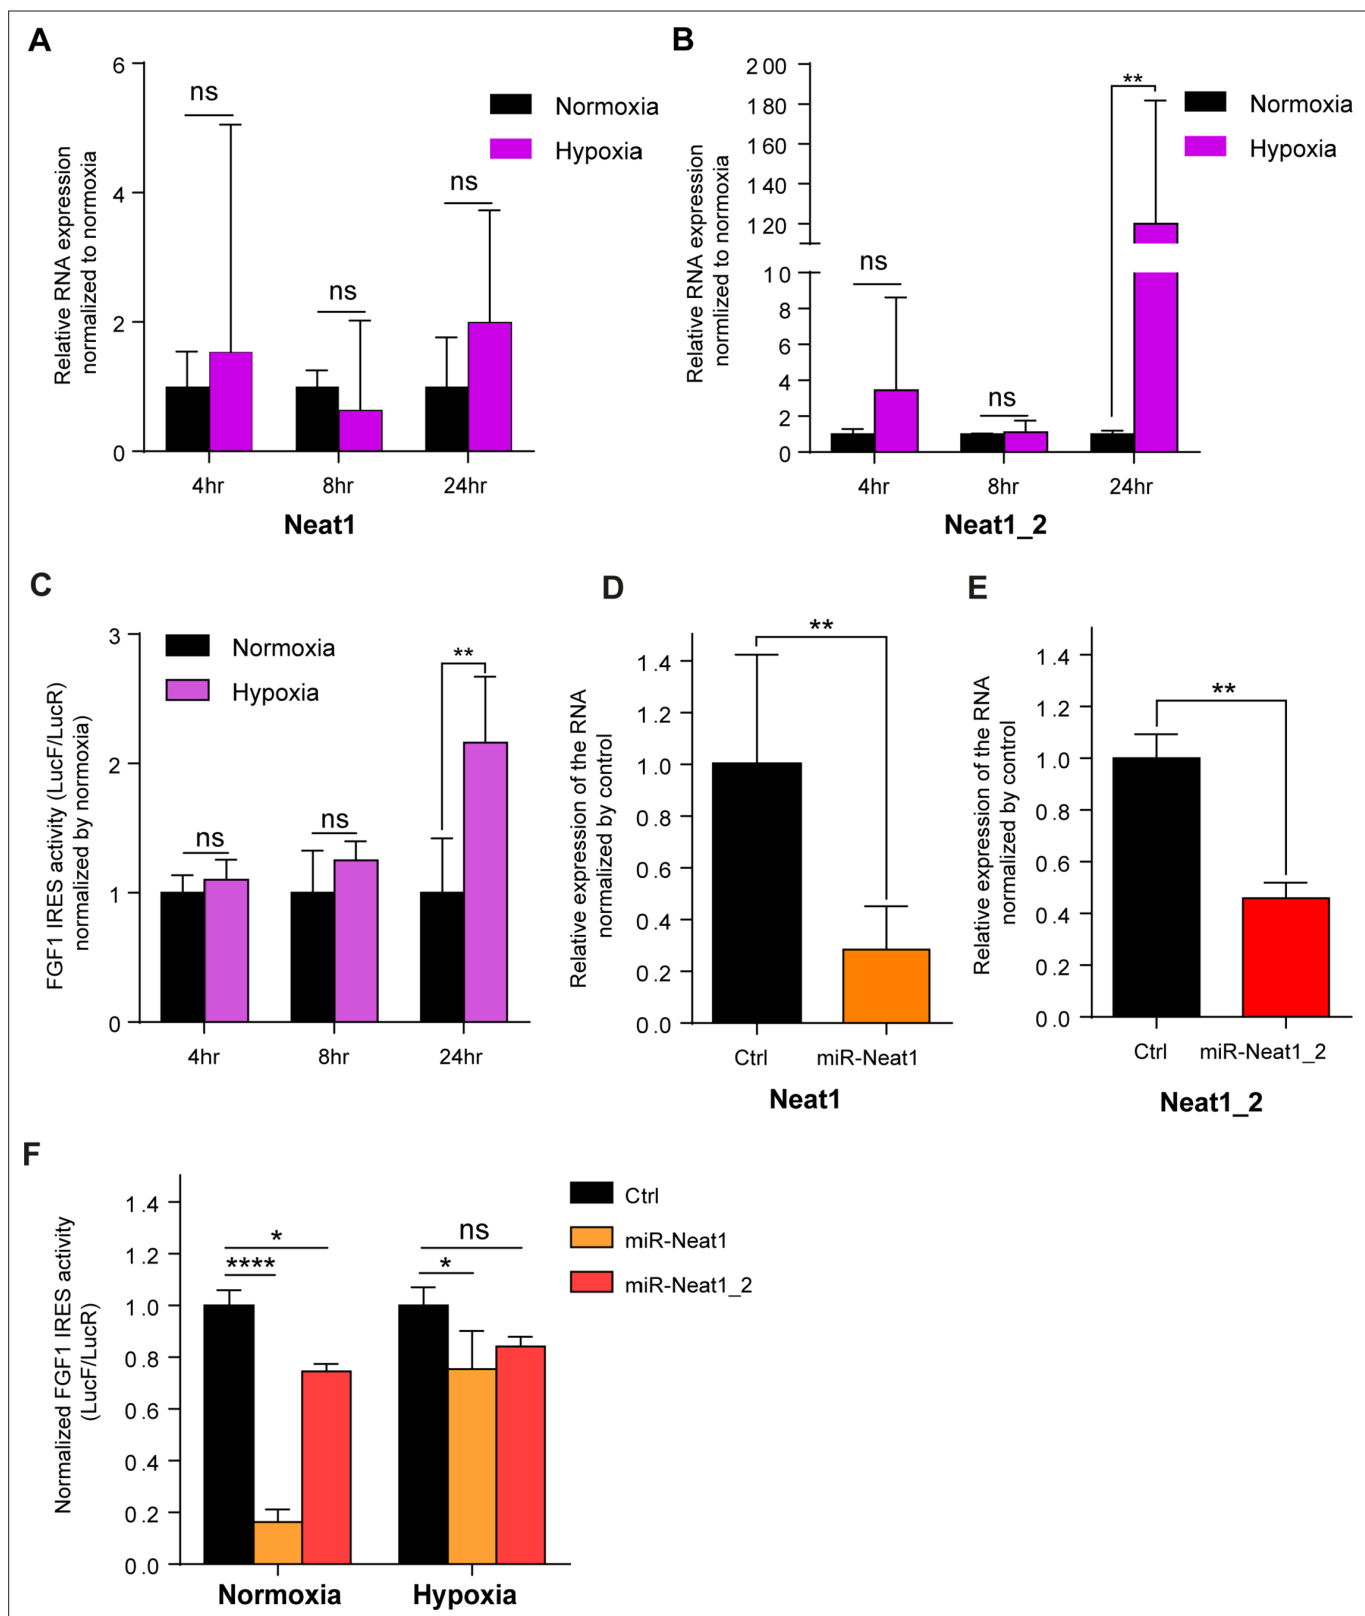 A
Relative RNA expression
normalized to normoxia
6
4
2
0
ns
ns
ns
Normoxia
Hypoxia
4hr
8hr
24hr
Neat1
B
Relative RNA expression
normlized to normoxia
200
180
160
140
120
10
8
6
4
2
0
ns
ns
**
Normoxia
Hypoxia
4hr
8hr
24hr
Neat1_2
C
FGF1 IRES activity (LucF/LucR)
normalized by normoxia)
3
2
1
0
Normoxia
Hypoxia
ns
ns
**
4hr
8hr
24hr
D
Relative expression of the RNA
normalized by control
1.4
1.2
1.0
0.8
0.6
0.4
0.2
0.0
**
Ctrl
miR-Neat1
Neat1
E
Relative expression of the RNA
normalized by control
1.4
1.2
1.0
0.8
0.6
0.4
0.2
0.0
**
Ctrl
miR-Neat1_2
Neat1_2
F
Normalized FGF1 IRES activity
(LucF/LucR)
1.4
1.2
1.0
0.8
0.6
0.4
0.2
0.0
*
****
ns
*
Ctrl
miR-Neat1
miR-Neat1_2
Normoxia
Hypoxia